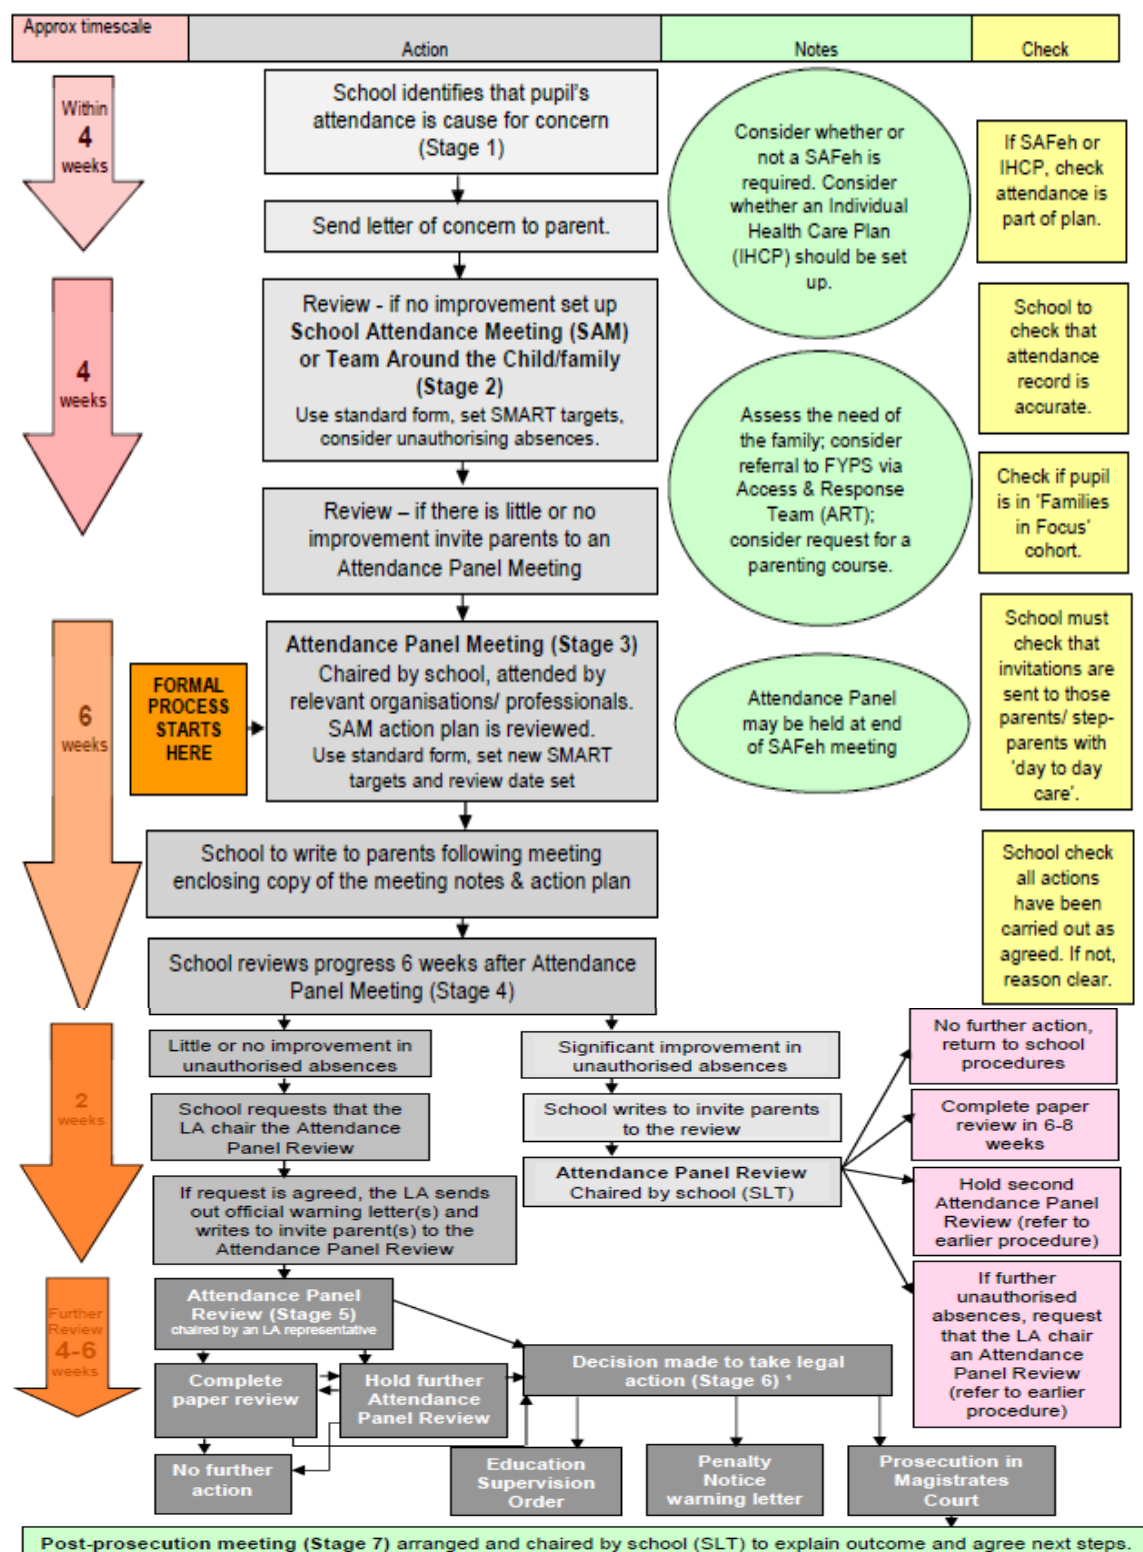 Approx timescale
Action
Notes
Check
Within
4
weeks
School identifies that pupil's
attendance is cause for concern
(Stage 1)
Consider whether or
not a SAFeh is
required. Consider
whether an Individual
Health Care Plan
(IHCP) should be set
up.
If SAFeh or
IHCP, check
attendance is
part of plan.
Send letter of concern to parent.
4
weeks
Review - if no improvement set up
School Attendance Meeting (SAM)
or Team Around the Child/family
(Stage 2)
Use standard form, set SMART targets,
consider unauthorising absences.
School to
check that
attendance
record is
accurate.
Assess the need of
the family; consider
referral to FYPS via
Access & Response
Team (ART);
consider request for a
parenting course.
Check if pupil
is in 'Families
in Focus'
cohort.
Review – if there is little or no
improvement invite parents to an
Attendance Panel Meeting
6
weeks
FORMAL
PROCESS
STARTS
HERE
Attendance Panel Meeting (Stage 3)
Chaired by school, attended by
relevant organisations/ professionals.
SAM action plan is reviewed.
Use standard form, set new SMART
targets and review date set
Attendance Panel
may be held at end
of SAFeh meeting
School must
check that
invitations are
sent to those
parents/ step-
parents with
'day to day
care'.
School to write to parents following meeting
enclosing copy of the meeting notes & action plan
School check
all actions
have been
carried out as
agreed. If not,
reason clear.
School reviews progress 6 weeks after Attendance
Panel Meeting (Stage 4)
2
weeks
Little or no improvement in
unauthorised absences
Significant improvement in
unauthorised absences
No further action,
return to school
procedures
School requests that the
LA chair the Attendance
Panel Review
School writes to invite parents
to the review
Complete paper
review in 6-8
weeks
If request is agreed, the LA sends
out official warning letter(s) and
writes to invite parent(s) to the
Attendance Panel Review
Attendance Panel Review
Chaired by school (SLT)
Hold second
Attendance Panel
Review (refer to
earlier procedure)
If further
unauthorised
absences, request
that the LA chair
an Attendance
Panel Review
(refer to earlier
procedure)
Further
Review
4-6
weeks
Attendance Panel
Review (Stage 5)
chaired by an LA representative
Complete
paper review
Hold further
Attendance
Panel Review
Decision made to take legal
action (Stage 6) ¹
No further
action
Education
Supervision
Order
Penalty
Notice
warning letter
Prosecution in
Magistrates
Court
Post-prosecution meeting (Stage 7) arranged and chaired by school (SLT) to explain outcome and agree next steps.